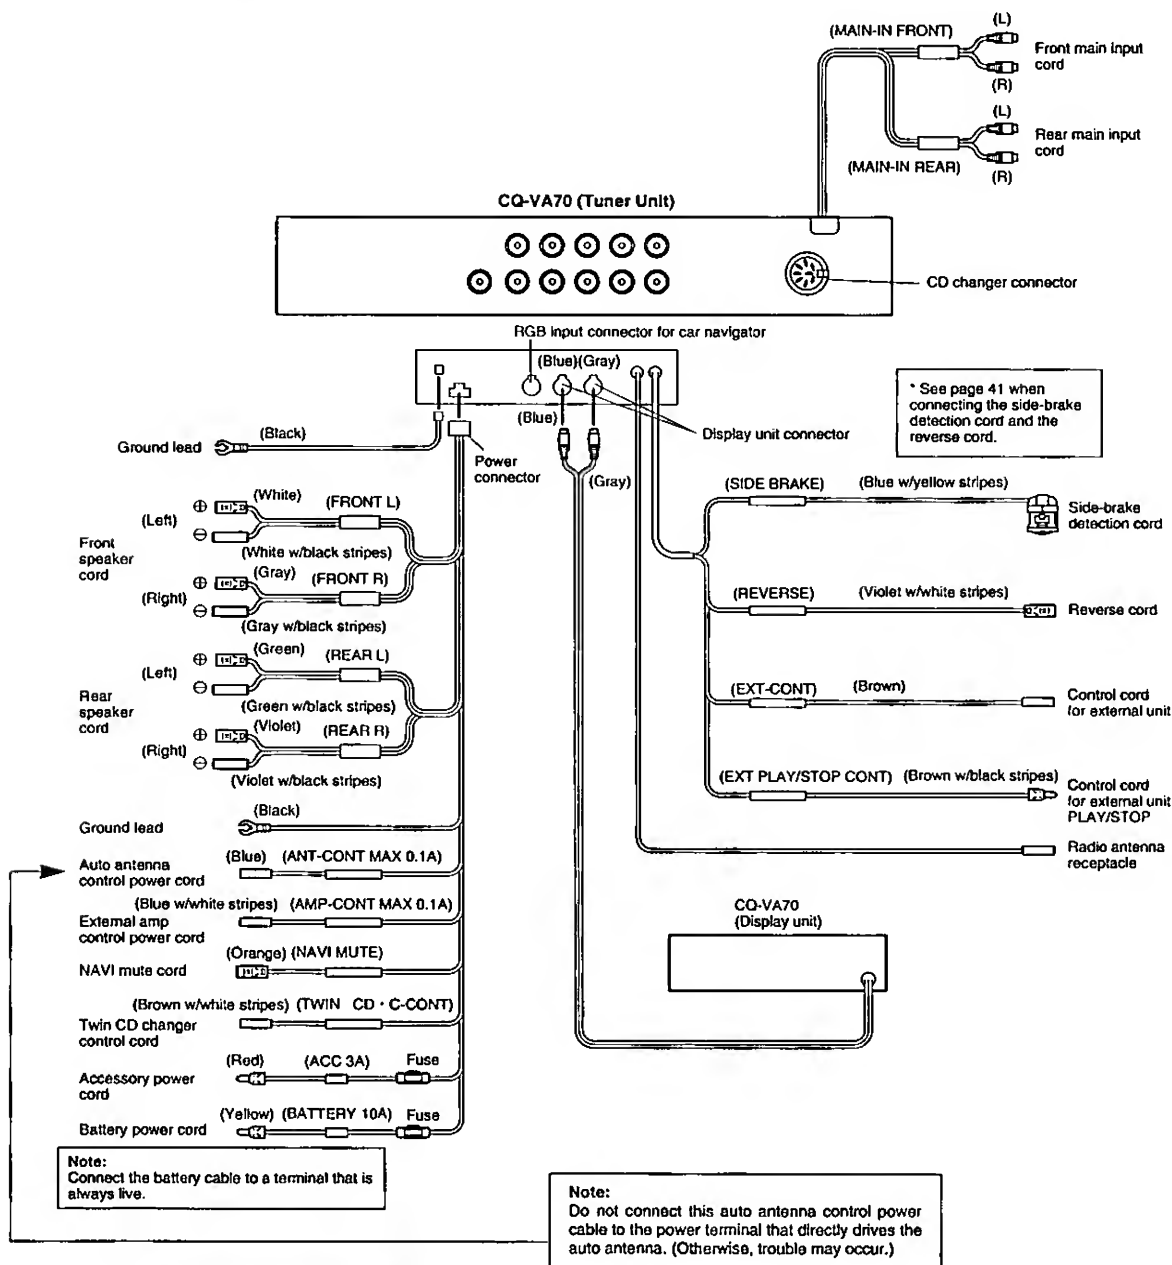 (MAIN-IN FRONT)
(L)
Front main input
cord
(R)
(L)
Rear main input
cord
(MAIN-IN REAR)
(R)
CQ-VA70 (Tuner Unit)
CD changer connector
RGB input connector for car navigator
(Blue)
(Gray)
* See page 41 when
connecting the side-brake
detection cord and the
reverse cord.
(Blue)
Display unit connector
(Black)
Ground lead
Power
connector
(Gray)
(SIDE BRAKE)
(Blue w/yellow stripes)
Side-brake
detection cord
⊕
(White)
(FRONT L)
(Left)
⊖
Front
speaker
cord
(White w/black stripes)
⊕
(Gray)
(FRONT R)
(Right)
⊖
(Gray w/black stripes)
(REVERSE)
(Violet w/white stripes)
Reverse cord
⊕
(Green)
(REAR L)
(Left)
⊖
Rear
speaker
cord
(Green w/black stripes)
⊕
(Violet)
(REAR R)
(Right)
⊖
(Violet w/black stripes)
(EXT-CONT)
(Brown)
Control cord
for external unit
(EXT PLAY/STOP CONT)
(Brown w/black stripes)
Control cord
for external unit
PLAY/STOP
(Black)
Ground lead
Radio antenna
receptacle
(Blue)
(ANT-CONT MAX 0.1A)
Auto antenna
control power cord
(Blue w/white stripes)
(AMP-CONT MAX 0.1A)
External amp
control power cord
CQ-VA70
(Display unit)
(Orange)
(NAVI MUTE)
NAVI mute cord
(Brown w/white stripes)
(TWIN CD • C-CONT)
Twin CD changer
control cord
(Red)
(ACC 3A)
Fuse
Accessory power
cord
(Yellow)
(BATTERY 10A)
Fuse
Battery power cord
Note:
Connect the battery cable to a terminal that is
always live.
Note:
Do not connect this auto antenna control power
cable to the power terminal that directly drives the
auto antenna. (Otherwise, trouble may occur.)